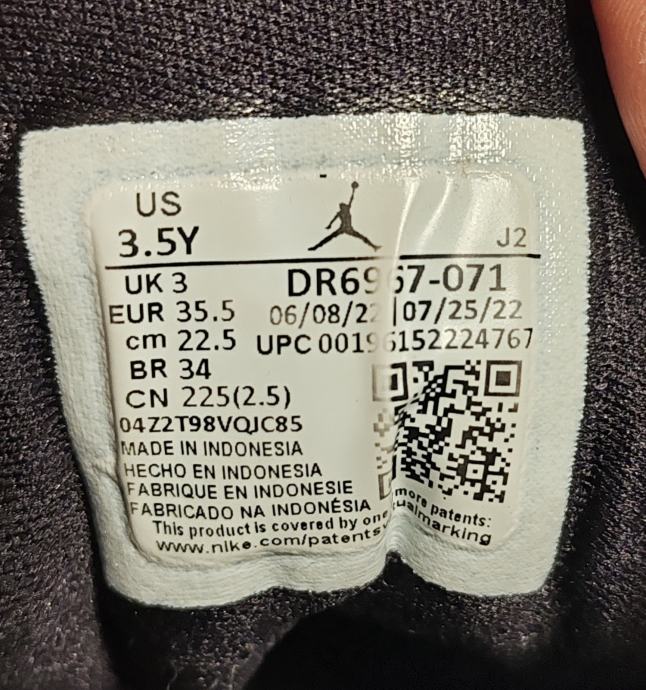 US
3.5Y J2
UK 3 DR6967-071
EUR 35.5 06/08/22 07/25/22
cm 22.5 UPC 00196152224767
BR 34
CN 225(2.5)
04Z2T98VQJC85
MADE IN INDONESIA
HECHO EN INDONESIA
FABRIQUE EN INDONESIE
FABRICADO NA INDONÉSIA
This product is covered by one more patents:
www.nike.com/patents marking